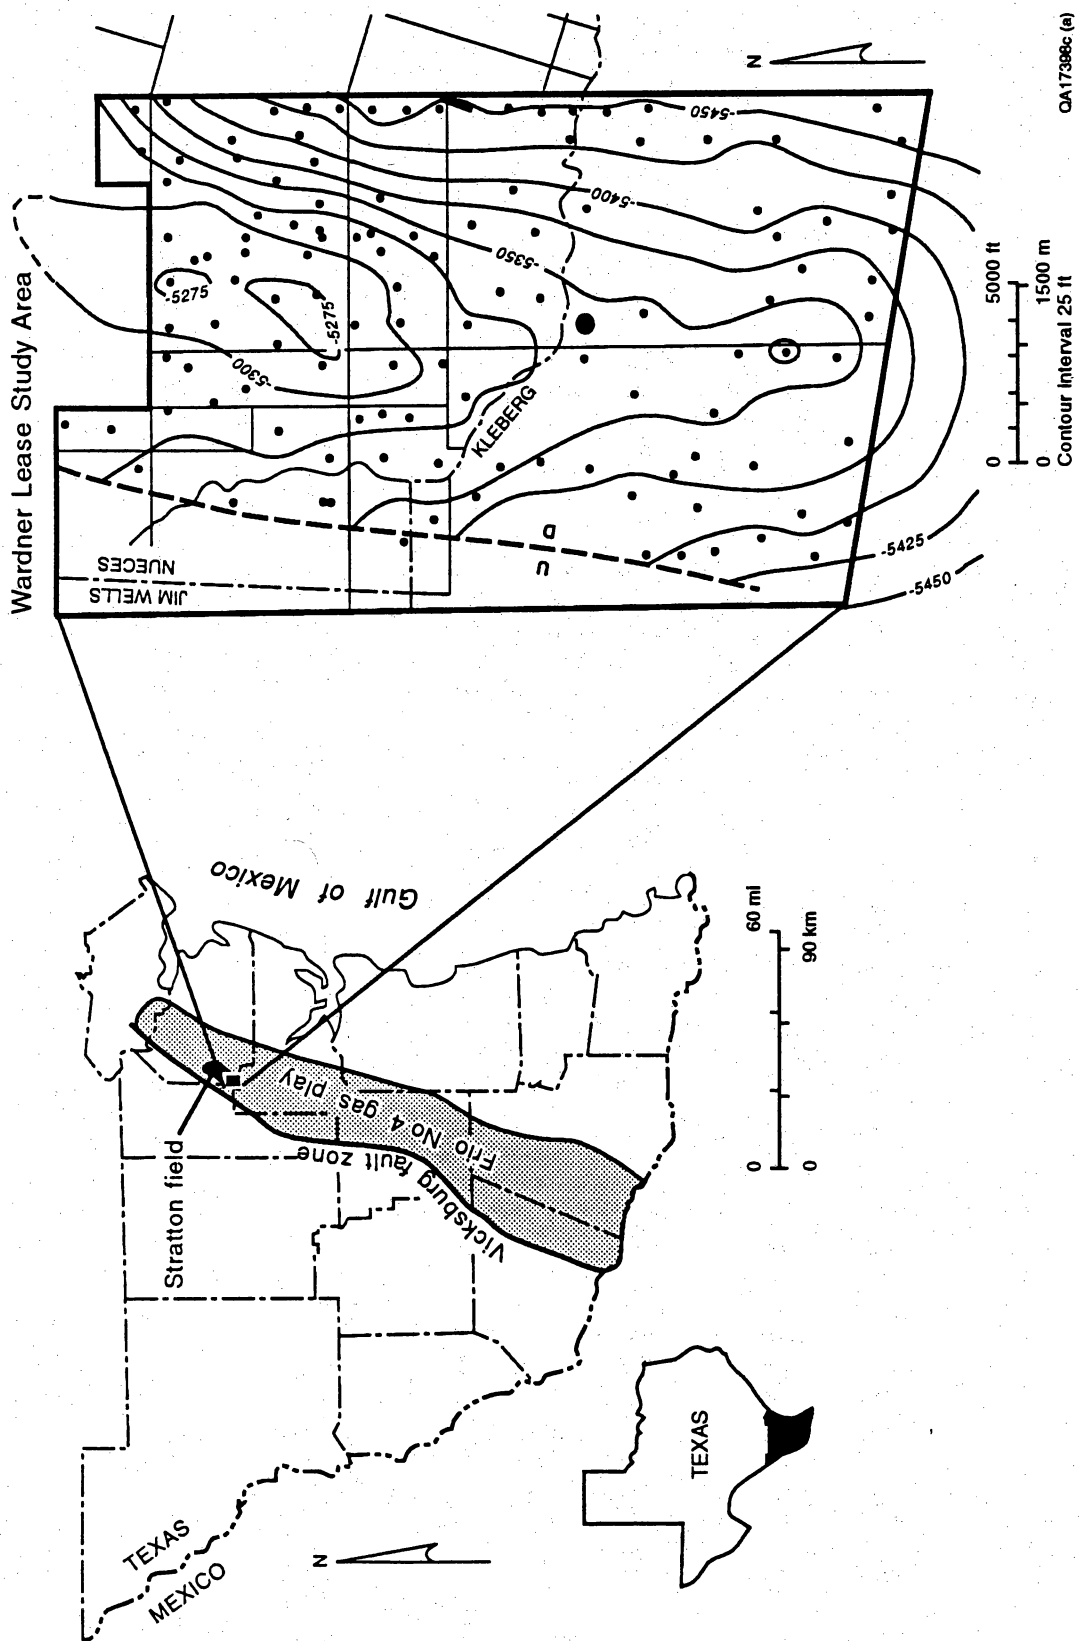 Wardner Lease Study Area
N
JIM WELLS
NUECES
-5275
-5275
-5300
-5350
-5400
-5450
KLEBERG
U
D
-5425
-5450
0
5000 ft
0
1500 m
Contour interval 25 ft
QA17398c (a)
Gulf of Mexico
Stratton field
Frio No 4 gas play
Vicksburg fault zone
0
60 mi
0
90 km
TEXAS
MEXICO
N
TEXAS